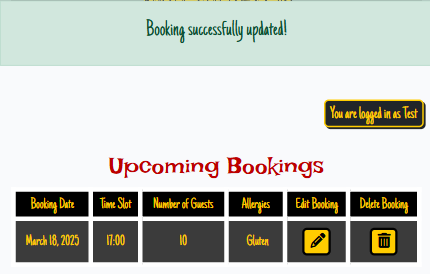 Booking successfully updated!
You are logged in as Test
Upcoming Bookings
Booking Date Time Slot Number of Guests Allergies Edit Booking Delete Booking
March 18, 2025 17:00 10 Gluten